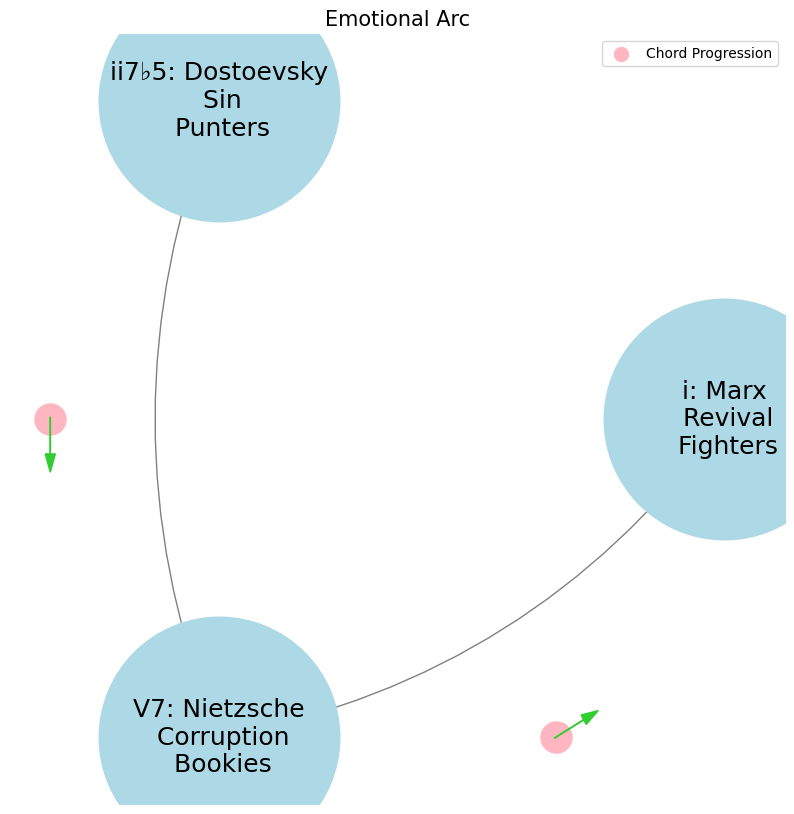 Emotional Arc
Chord Progression
ii7♭5: Dostoevsky
Sin
Punters
i: Marx
Revival
Fighters
V7: Nietzsche
Corruption
Bookies